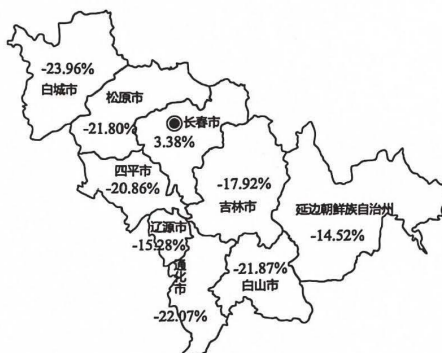 -23.96%
白城市
松原市
-21.80%
长春市
3.38%
四平市
-20.86%
-17.92%
吉林市
延边朝鲜族自治州
-14.52%
辽源市
-15.28%
通化市
-22.07%
-21.87%
白山市